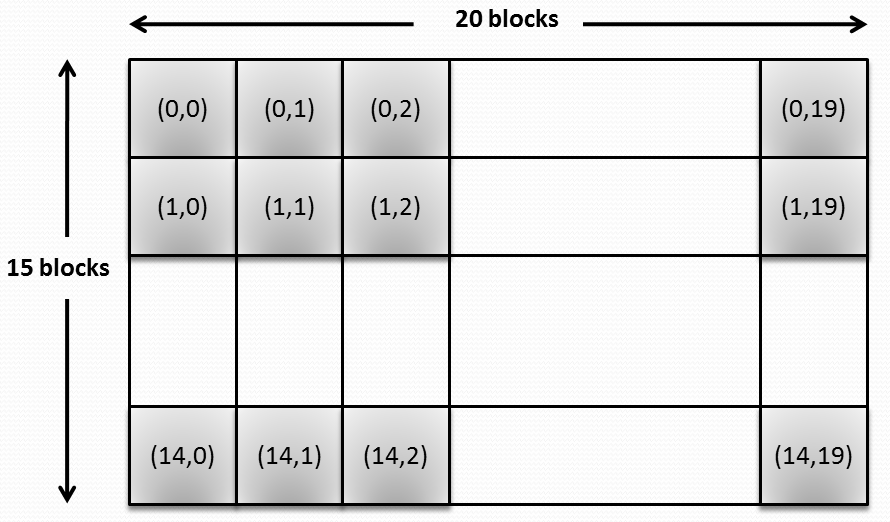 20 blocks
(0,0) (0,1) (0,2) (0,19)
(1,0) (1,1) (1,2) (1,19)
15 blocks
(14,0) (14,1) (14,2) (14,19)